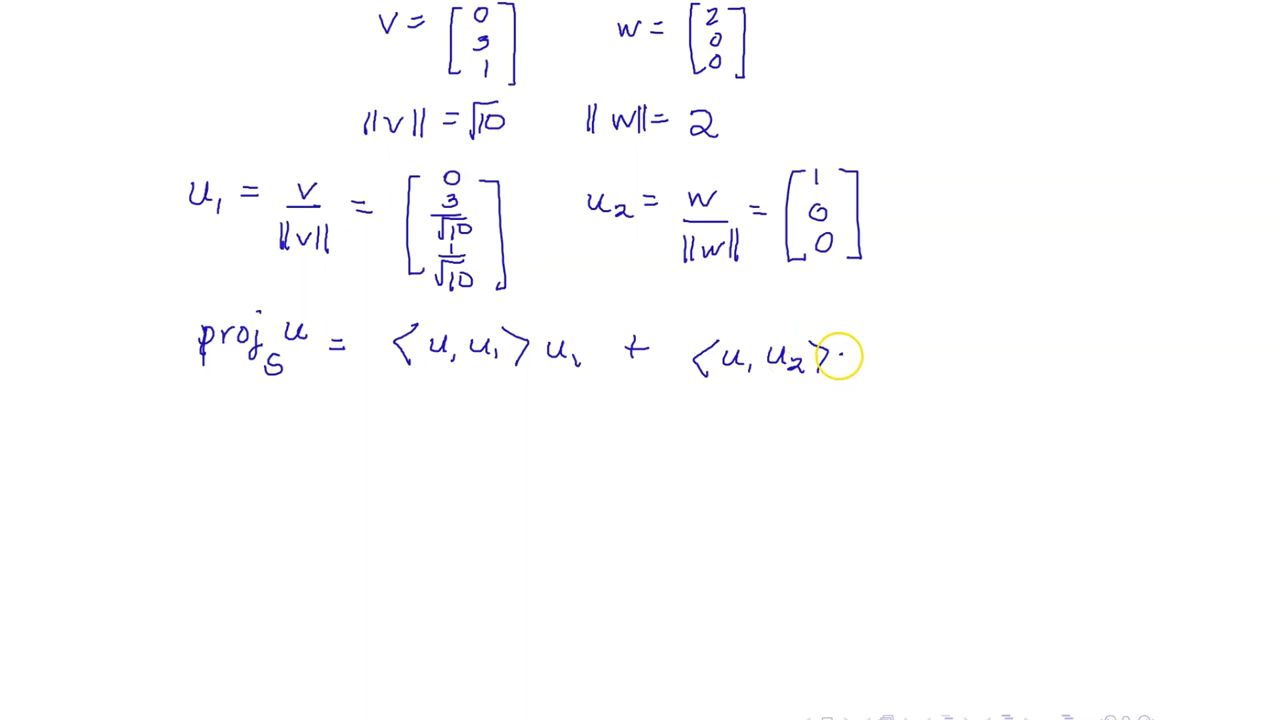 v = [0 3 1] w = [2 0 0]
||v|| = √10 ||w|| = 2
u₁ = v/||v|| = [0 3/√10 1/√10] u₂ = w/||w|| = [1 0 0]
proj_S u = <u, u₁> u₁ + <u, u₂>